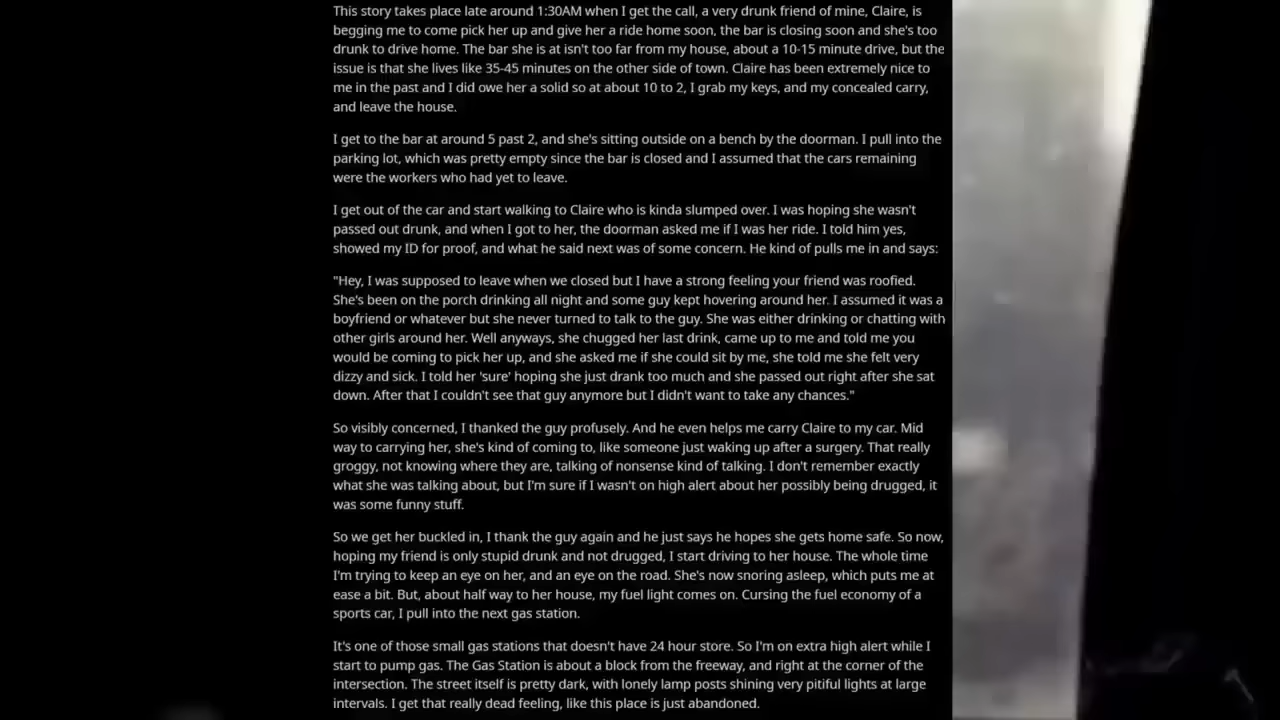 This story takes place late around 1:30AM when I get the call, a very drunk friend of mine, Claire, is
begging me to come pick her up and give her a ride home soon, the bar is closing soon and she's too
drunk to drive home. The bar she is at isn't too far from my house, about a 10-15 minute drive, but the
issue is that she lives like 35-45 minutes on the other side of town. Claire has been extremely nice to
me in the past and I did owe her a solid so at about 10 to 2, I grab my keys, and my concealed carry,
and leave the house.
I get to the bar at around 5 past 2, and she's sitting outside on a bench by the doorman. I pull into the
parking lot, which was pretty empty since the bar is closed and I assumed that the cars remaining
were the workers who had yet to leave.
I get out of the car and start walking to Claire who is kinda slumped over. I was hoping she wasn't
passed out drunk, and when I got to her, the doorman asked me if I was her ride. I told him yes,
showed my ID for proof, and what he said next was of some concern. He kind of pulls me in and says:
"Hey, I was supposed to leave when we closed but I have a strong feeling your friend was roofied.
She's been on the porch drinking all night and some guy kept hovering around her. I assumed it was a
boyfriend or whatever but she never turned to talk to the guy. She was either drinking or chatting with
other girls around her. Well anyways, she chugged her last drink, came up to me and told me you
would be coming to pick her up, and she asked me if she could sit by me, she told me she felt very
dizzy and sick. I told her 'sure' hoping she just drank too much and she passed out right after she sat
down. After that I couldn't see that guy anymore but I didn't want to take any chances."
So visibly concerned, I thanked the guy profusely. And he even helps me carry Claire to my car. Mid
way to carrying her, she's kind of coming to, like someone just waking up after a surgery. That really
groggy, not knowing where they are, talking of nonsense kind of talking. I don't remember exactly
what she was talking about, but I'm sure if I wasn't on high alert about her possibly being drugged, it
was some funny stuff.
So we get her buckled in, I thank the guy again and he just says he hopes she gets home safe. So now,
hoping my friend is only stupid drunk and not drugged, I start driving to her house. The whole time
I'm trying to keep an eye on her, and an eye on the road. She's now snoring asleep, which puts me at
ease a bit. But, about half way to her house, my fuel light comes on. Cursing the fuel economy of a
sports car, I pull into the next gas station.
It's one of those small gas stations that doesn't have 24 hour store. So I'm on extra high alert while I
start to pump gas. The Gas Station is about a block from the freeway, and right at the corner of the
intersection. The street itself is pretty dark, with lonely lamp posts shining very pitiful lights at large
intervals. I get that really dead feeling, like this place is just abandoned.